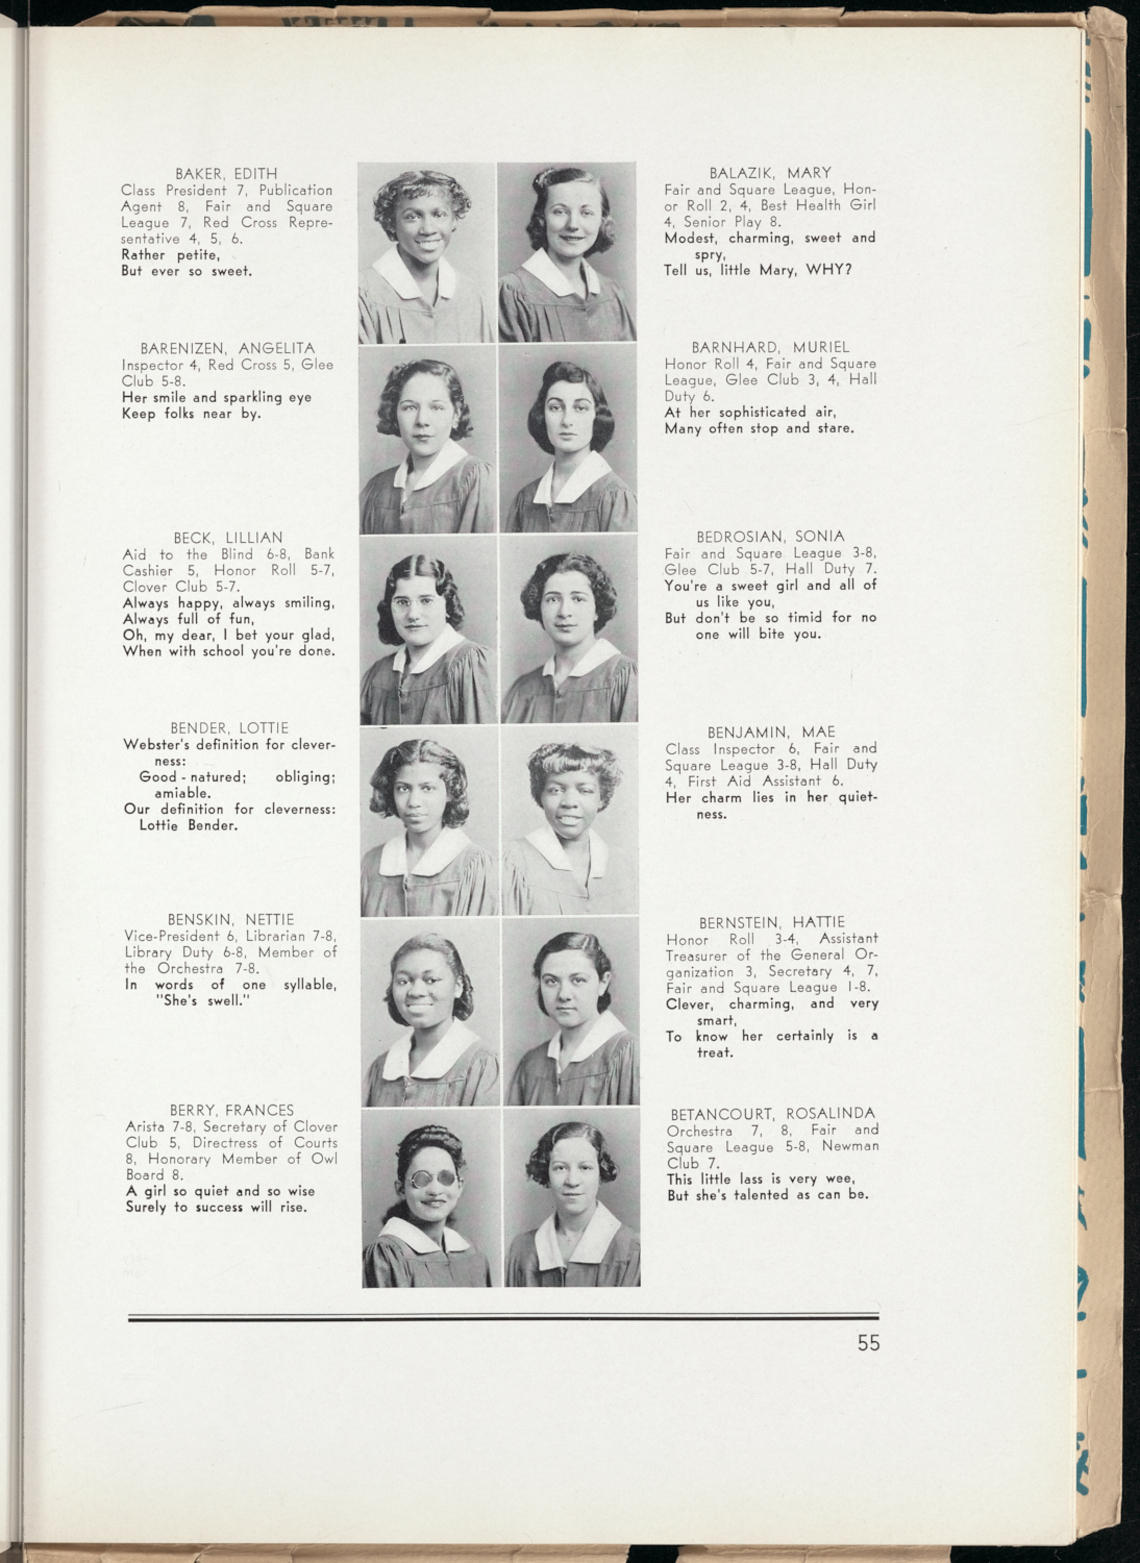 BAKER, EDITH
Class President 7, Publication
Agent 8, Fair and Square
League 7, Red Cross Repre-
sentative 4, 5, 6.
Rather petite,
But ever so sweet.
BALAZIK, MARY
Fair and Square League, Hon-
or Roll 2, 4, Best Health Girl
4, Senior Play 8.
Modest, charming, sweet and
spry,
Tell us, little Mary, WHY?
BARENIZEN, ANGELITA
Inspector 4, Red Cross 5, Glee
Club 5-8.
Her smile and sparkling eye
Keep folks near by.
BARNHARD, MURIEL
Honor Roll 4, Fair and Square
League, Glee Club 3, 4, Hall
Duty 6.
At her sophisticated air,
Many often stop and stare.
BECK, LILLIAN
Aid to the Blind 6-8, Bank
Cashier 5, Honor Roll 5-7,
Clover Club 5-7.
Always happy, always smiling,
Always full of fun,
Oh, my dear, I bet your glad,
When with school you're done.
BEDROSIAN, SONIA
Fair and Square League 3-8,
Glee Club 5-7, Hall Duty 7.
You're a sweet girl and all of
us like you,
But don't be so timid for no
one will bite you.
BENDER, LOTTIE
Webster's definition for clever-
ness:
Good - natured; obliging;
amiable.
Our definition for cleverness:
Lottie Bender.
BENJAMIN, MAE
Class Inspector 6, Fair and
Square League 3-8, Hall Duty
4, First Aid Assistant 6.
Her charm lies in her quiet-
ness.
BENSKIN, NETTIE
Vice-President 6, Librarian 7-8,
Library Duty 6-8, Member of
the Orchestra 7-8.
In words of one syllable,
"She's swell."
BERNSTEIN, HATTIE
Honor Roll 3-4, Assistant
Treasurer of the General Or-
ganization 3, Secretary 4, 7,
Fair and Square League 1-8.
Clever, charming, and very
smart,
To know her certainly is a
treat.
BERRY, FRANCES
Arista 7-8, Secretary of Clover
Club 5, Directress of Courts
8, Honorary Member of Owl
Board 8.
A girl so quiet and so wise
Surely to success will rise.
BETANCOURT, ROSALINDA
Orchestra 7, 8, Fair and
Square League 5-8, Newman
Club 7.
This little lass is very wee,
But she's talented as can be.
55